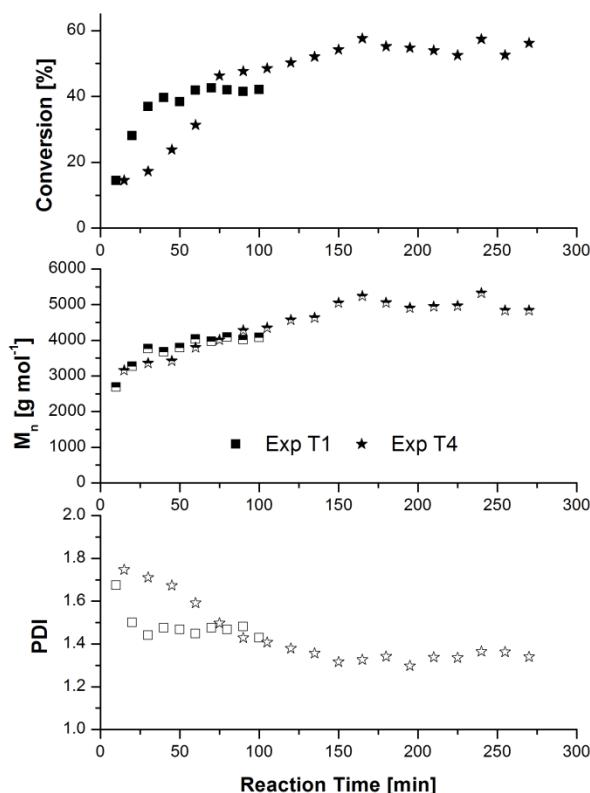 60
40
20
0
Conversion [%]
0 50 100 150 200 250 300
6000
5000
4000
3000
2000
1000
0
Mₙ [g mol⁻¹]
Exp T1 Exp T4
0 50 100 150 200 250 300
2.0
1.8
1.6
1.4
1.2
1.0
PDI
0 50 100 150 200 250 300
Reaction Time [min]